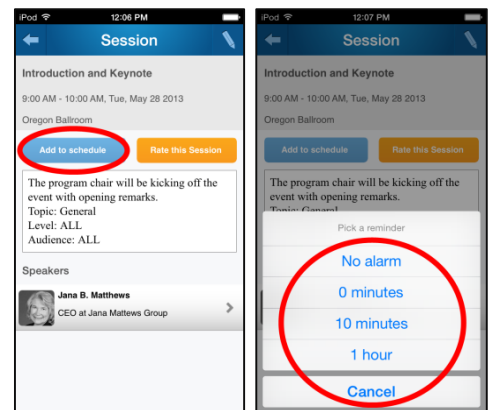 iPod 12:06 PM
Session
Introduction and Keynote
9:00 AM - 10:00 AM, Tue, May 28 2013
Oregon Ballroom
Add to schedule Rate this Session
The program chair will be kicking off the
event with opening remarks.
Topic: General
Level: ALL
Audience: ALL
Speakers
Jana B. Matthews
CEO at Jana Mattews Group
iPod 12:07 PM
Session
Introduction and Keynote
9:00 AM - 10:00 AM, Tue, May 28 2013
Oregon Ballroom
Add to schedule Rate this Session
The program chair will be kicking off the
event with opening remarks.
Topic: General
Pick a reminder
No alarm
0 minutes
10 minutes
1 hour
Cancel